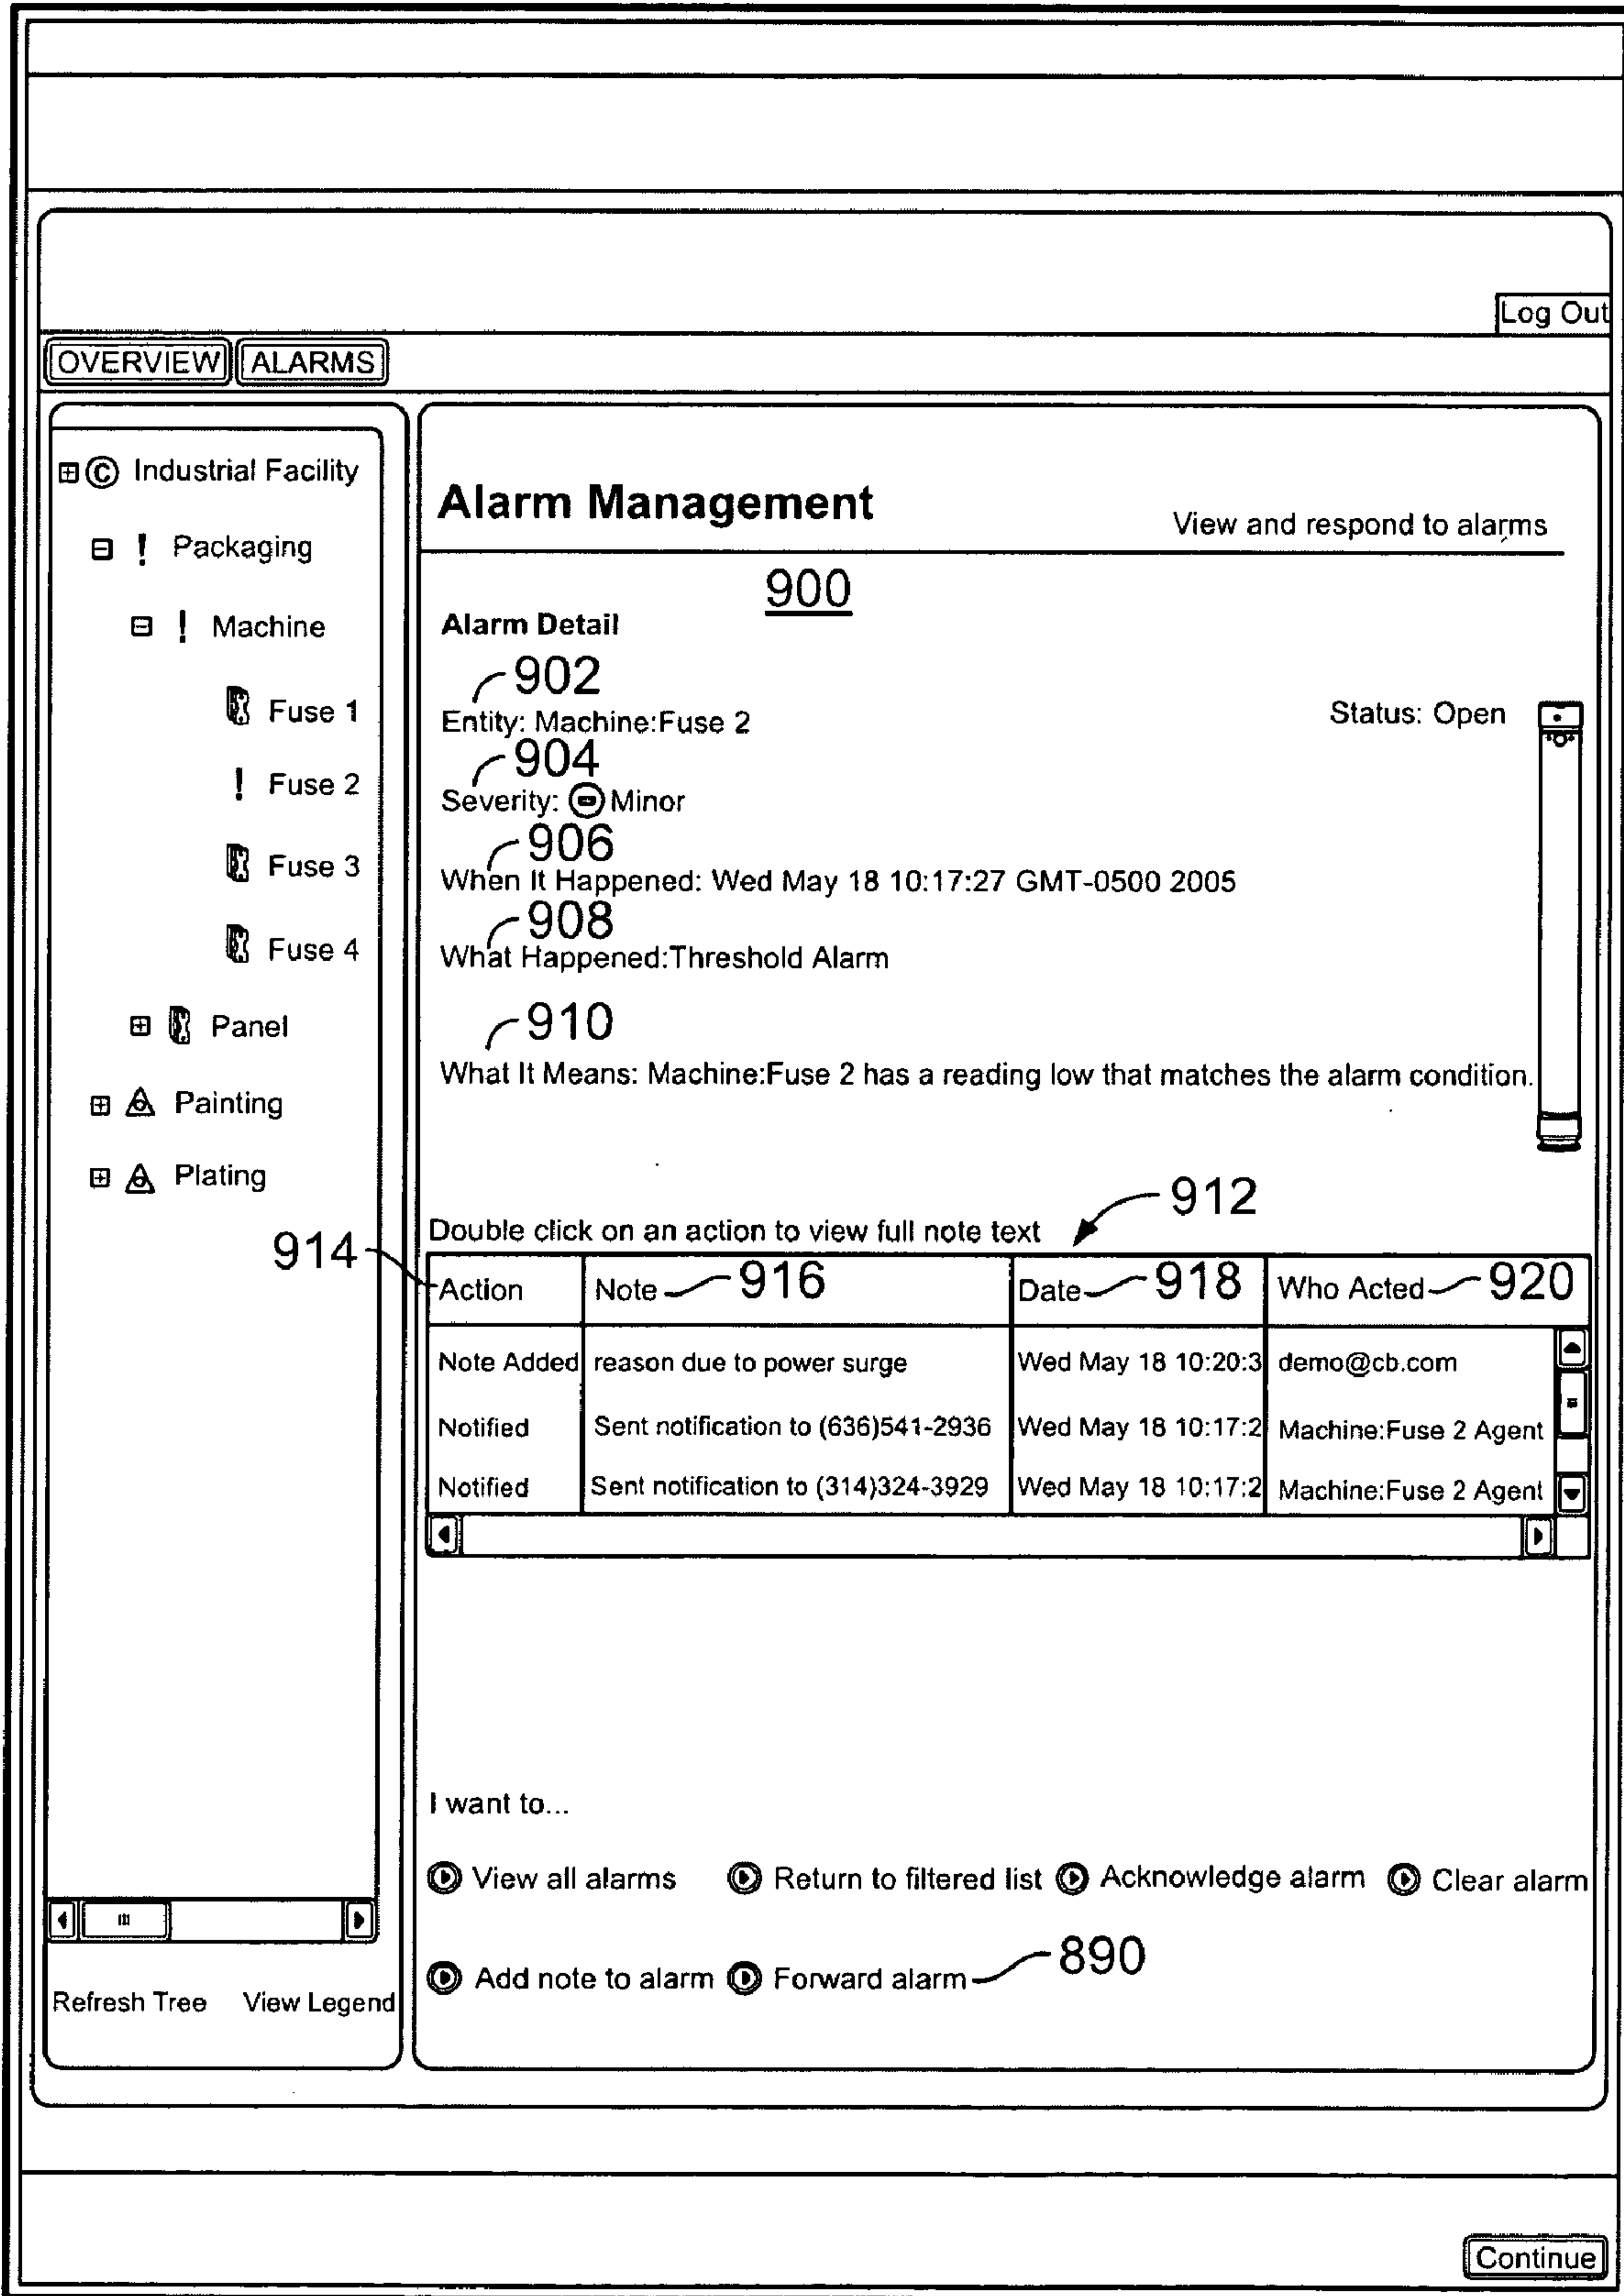 Log Out
OVERVIEW ALARMS
Industrial Facility
! Packaging
! Machine
Fuse 1
! Fuse 2
Fuse 3
Fuse 4
Panel
Painting
Plating
Refresh Tree View Legend
Alarm Management
View and respond to alarms
900
Alarm Detail
902
Entity: Machine:Fuse 2
Status: Open
904
Severity: Minor
906
When It Happened: Wed May 18 10:17:27 GMT-0500 2005
908
What Happened:Threshold Alarm
910
What It Means: Machine:Fuse 2 has a reading low that matches the alarm condition.
912
Double click on an action to view full note text
914
Action Note 916 Date 918 Who Acted 920
Note Added reason due to power surge Wed May 18 10:20:3 demo@cb.com
Notified Sent notification to (636)541-2936 Wed May 18 10:17:2 Machine:Fuse 2 Agent
Notified Sent notification to (314)324-3929 Wed May 18 10:17:2 Machine:Fuse 2 Agent
I want to...
View all alarms Return to filtered list Acknowledge alarm Clear alarm
Add note to alarm Forward alarm 890
Continue